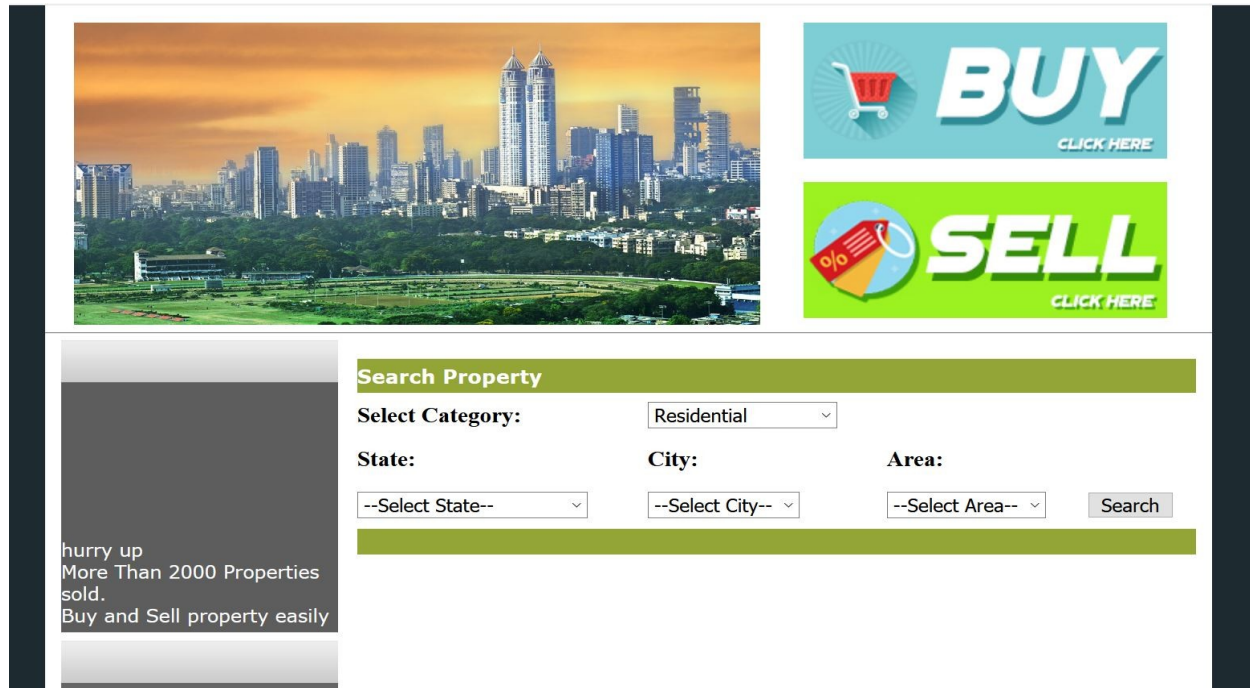 BUY
CLICK HERE
%
SELL
CLICK HERE
Search Property
Select Category:
Residential
State:
City:
Area:
--Select State--
--Select City--
--Select Area--
Search
hurry up
More Than 2000 Properties
sold.
Buy and Sell property easily